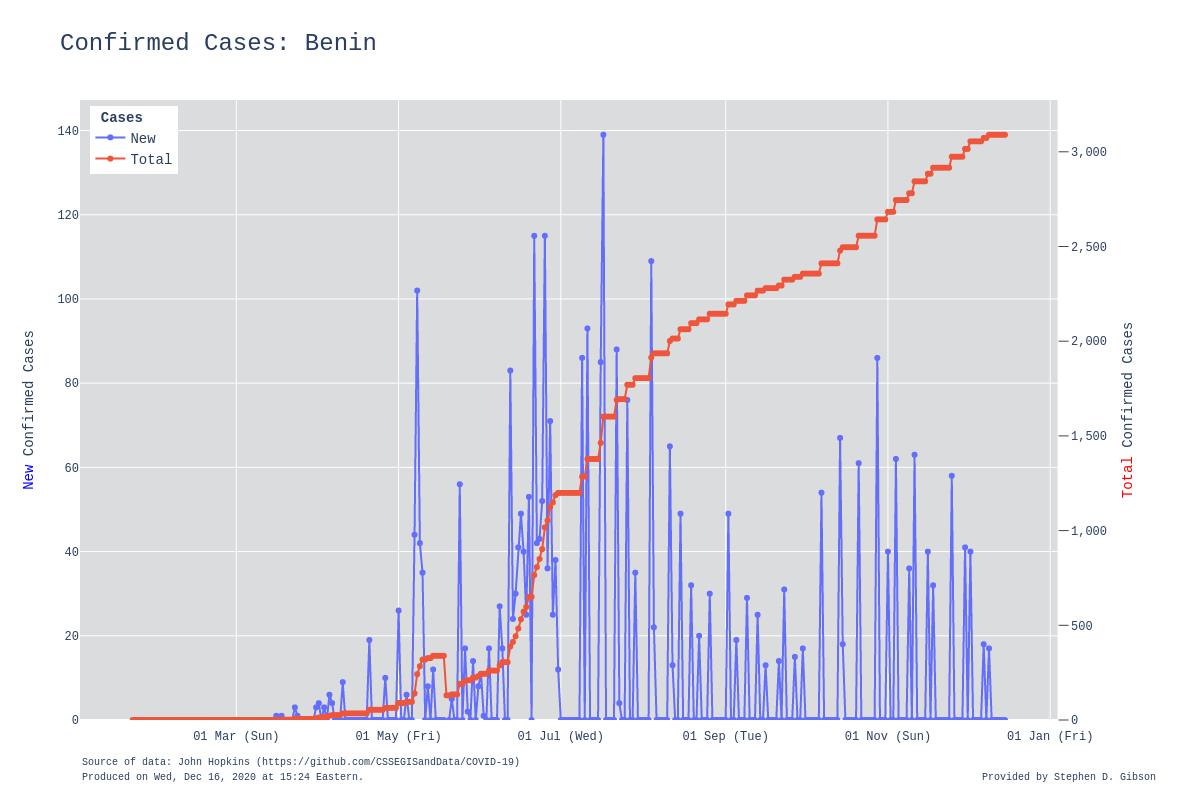 Confirmed Cases: Benin
Cases
New
Total
140
120
100
80
60
40
20
0
3,000
2,500
2,000
1,500
1,000
500
0
New Confirmed Cases
Total Confirmed Cases
01 Mar (Sun)
01 May (Fri)
01 Jul (Wed)
01 Sep (Tue)
01 Nov (Sun)
01 Jan (Fri)
Source of data: John Hopkins (https://github.com/CSSEGISandData/COVID-19)
Produced on Wed, Dec 16, 2020 at 15:24 Eastern.
Provided by Stephen D. Gibson